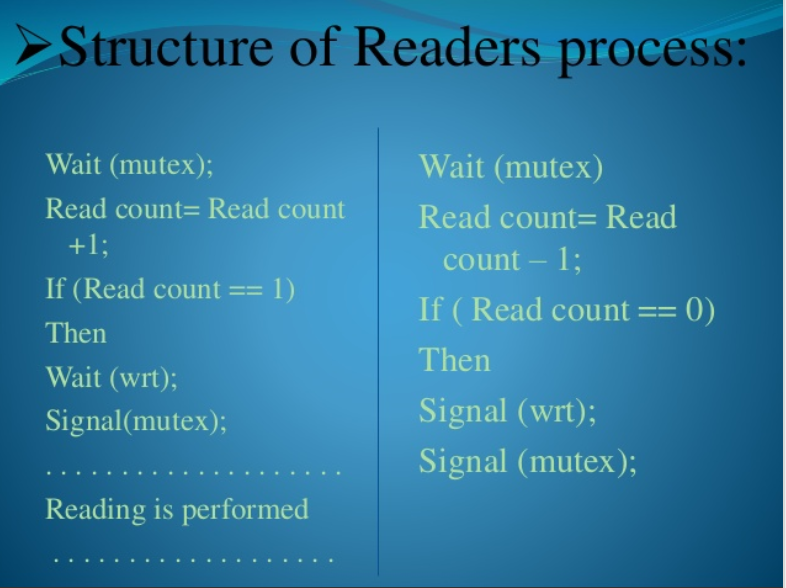 ➢Structure of Readers process:
Wait (mutex);
Read count= Read count
+1;
If (Read count == 1)
Then
Wait (wrt);
Signal(mutex);
. . . . . . . . . . . . . . . . . . . .
Reading is performed
. . . . . . . . . . . . . . . . . . .
Wait (mutex)
Read count= Read
count – 1;
If ( Read count == 0)
Then
Signal (wrt);
Signal (mutex);